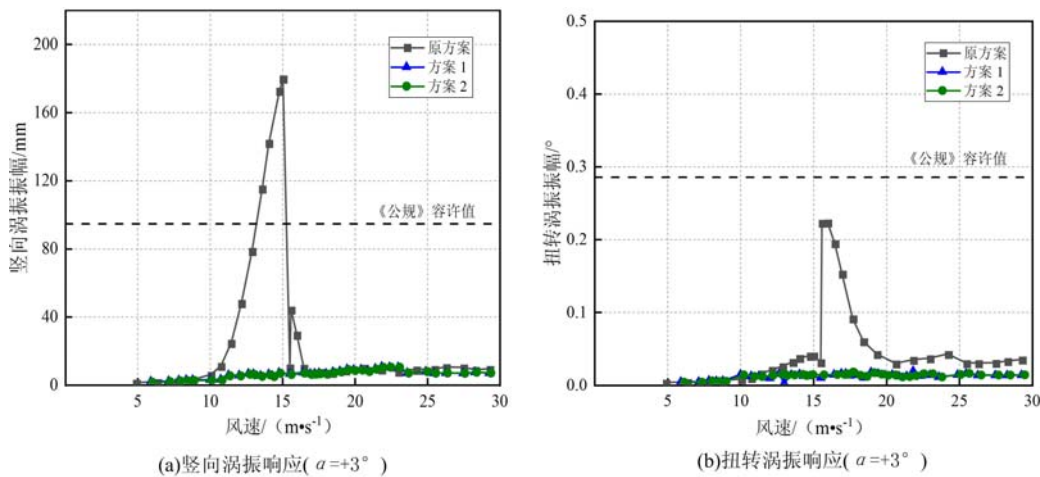 200
160
120
80
40
0
竖向涡振振幅/mm
原方案
方案 1
方案 2
《公规》容许值
5 10 15 20 25 30
风速/（m•s⁻¹）
(a)竖向涡振响应( α=+3°)
0.5
0.4
0.3
0.2
0.1
0.0
扭转涡振振幅/°
原方案
方案 1
方案 2
《公规》容许值
0 5 10 15 20 25 30
风速/（m•s⁻¹）
(b)扭转涡振响应( α=+3°)